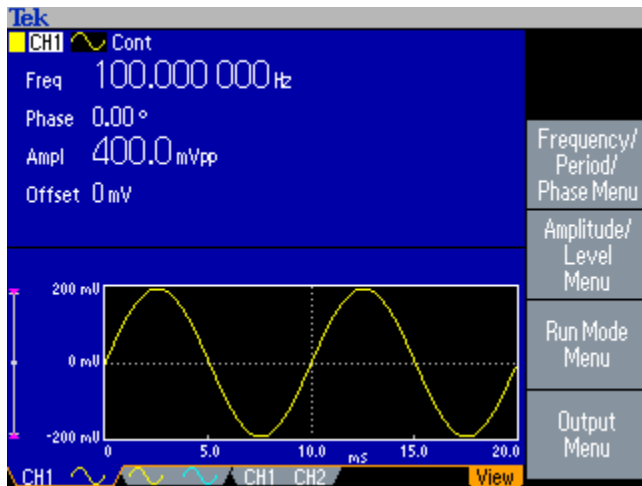 Tek
CH1 Cont
Freq 100.000 000 Hz
Phase 0.00 °
Ampl 400.0 mVpp
Offset 0 mV
Frequency/
Period/
Phase Menu
Amplitude/
Level
Menu
Run Mode
Menu
Output
Menu
200 mV
0 mV
-200 mV
0 5.0 10.0 ms 15.0 20.0
CH1 CH1 CH2 View